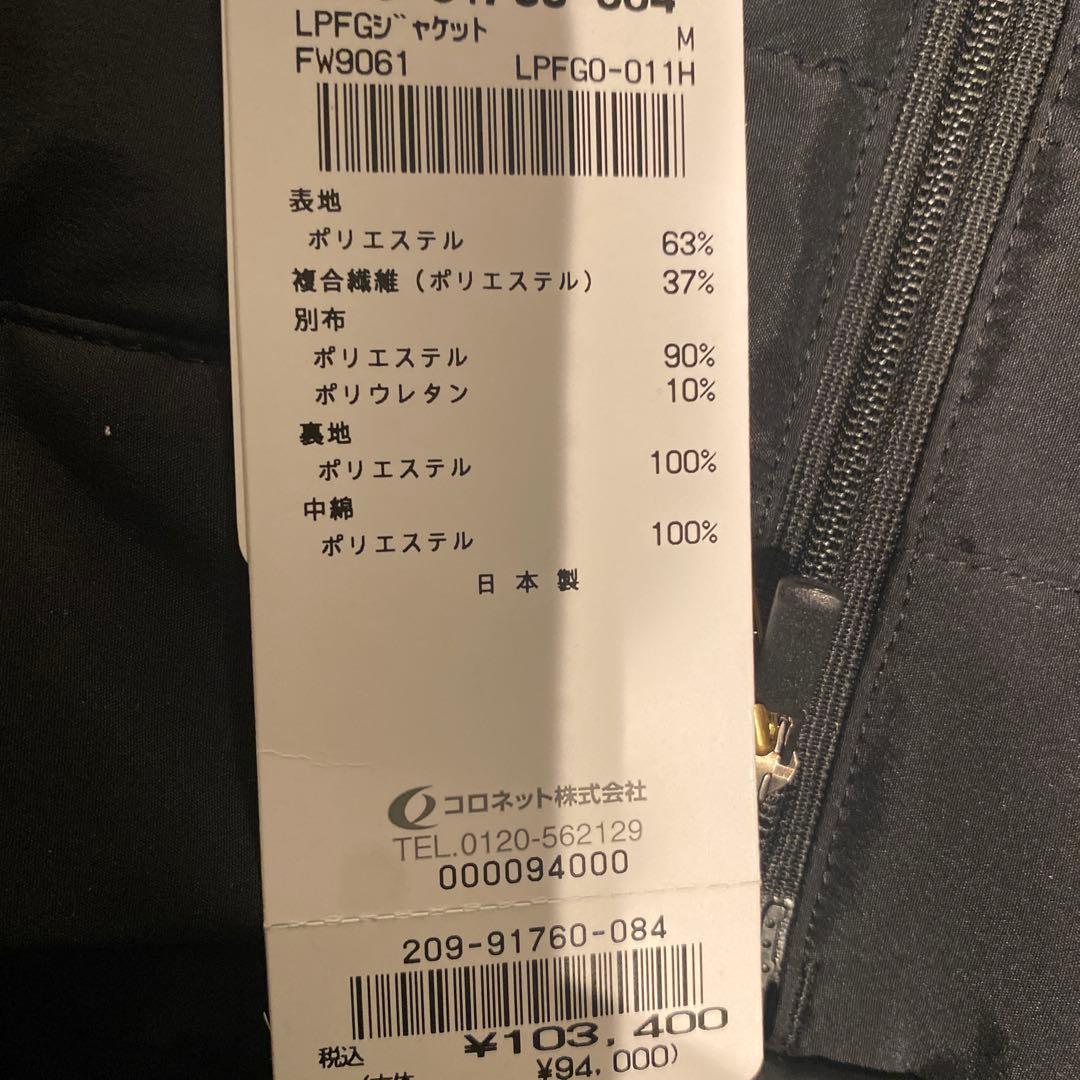 LPFGジャケット M
FW9061 LPFG0-011H
表地
ポリエステル 63%
複合繊維（ポリエステル） 37%
別布
ポリエステル 90%
ポリウレタン 10%
裏地
ポリエステル 100%
中綿
ポリエステル 100%
日本製
コロネット株式会社
TEL.0120-562129
000094000
209-91760-084
¥103,400
税込
¥94,000)